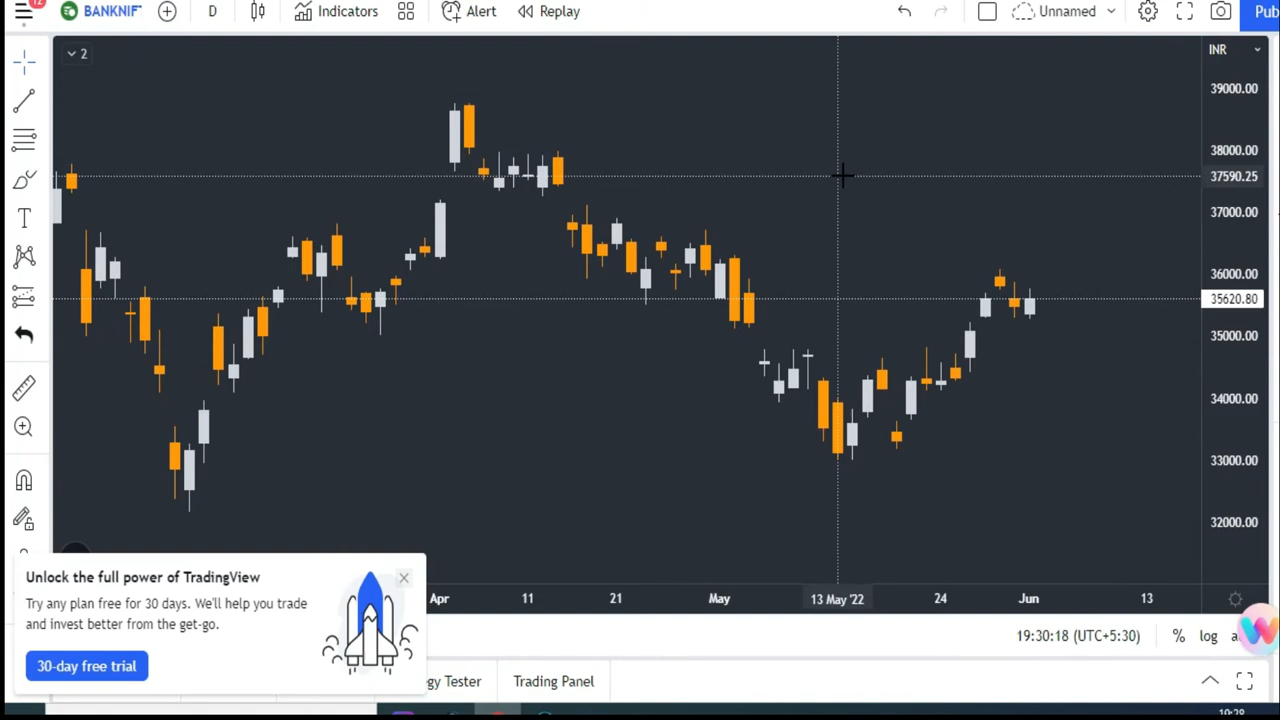 12
BANKNIF
D
Indicators
Alert
Replay
Unnamed
Pub
2
INR
39000.00
38000.00
37590.25
37000.00
36000.00
35620.80
35000.00
34000.00
33000.00
32000.00
T
Unlock the full power of TradingView
Try any plan free for 30 days. We'll help you trade
and invest better from the get-go.
30-day free trial
Apr
11
21
May
13 May '22
24
Jun
13
19:30:18 (UTC+5:30)
%
log
gy Tester
Trading Panel